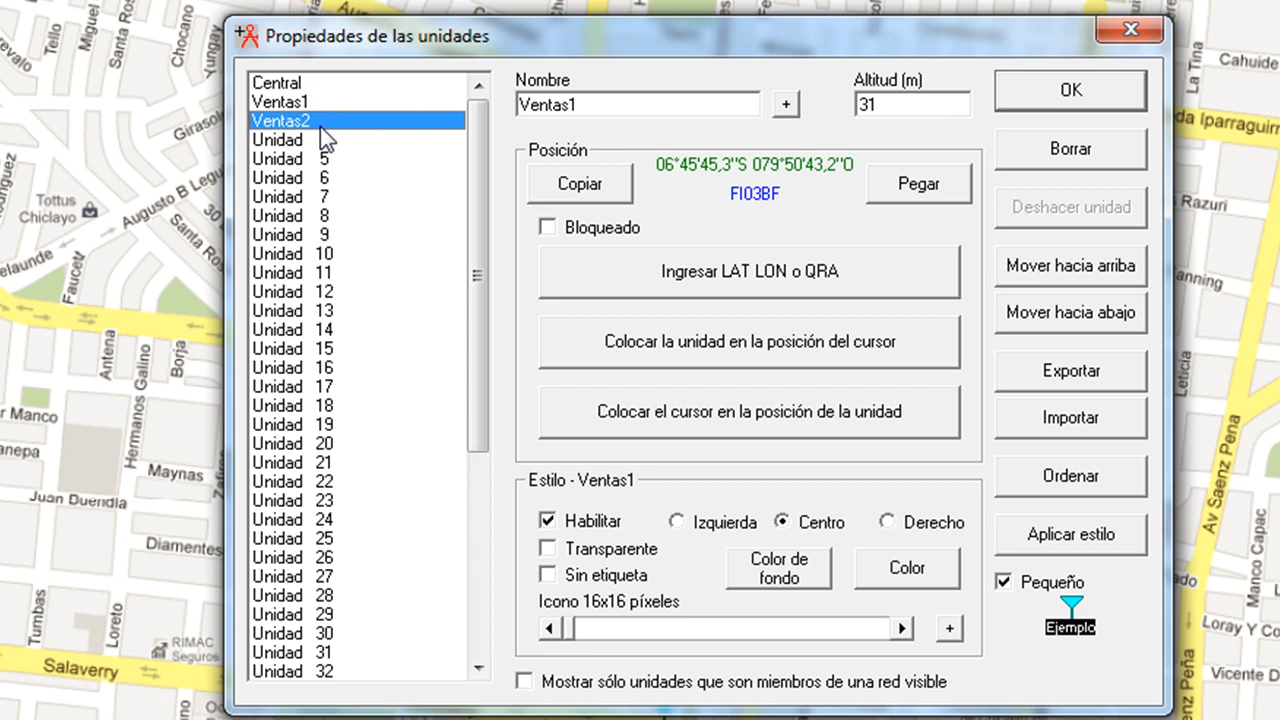 Propiedades de las unidades
Central
Ventas1
Ventas2
Unidad
Unidad 5
Unidad 6
Unidad 7
Unidad 8
Unidad 9
Unidad 10
Unidad 11
Unidad 12
Unidad 13
Unidad 14
Unidad 15
Unidad 16
Unidad 17
Unidad 18
Unidad 19
Unidad 20
Unidad 21
Unidad 22
Unidad 23
Unidad 24
Unidad 25
Unidad 26
Unidad 27
Unidad 28
Unidad 29
Unidad 30
Unidad 31
Unidad 32
Nombre
Ventas1
+
Altitud (m)
31
Posición
Copiar
06°45'45,3''S 079°50'43,2''O
FI03BF
Pegar
Bloqueado
Ingresar LAT LON o QRA
Colocar la unidad en la posición del cursor
Colocar el cursor en la posición de la unidad
Estilo - Ventas1
Habilitar
Izquierda
Centro
Derecho
Transparente
Sin etiqueta
Color de
fondo
Color
Icono 16x16 píxeles
+
Mostrar sólo unidades que son miembros de una red visible
OK
Borrar
Deshacer unidad
Mover hacia arriba
Mover hacia abajo
Exportar
Importar
Ordenar
Aplicar estilo
Pequeño
Ejemplo
Tello
Miguel
Santa Ros
Chocano
Yungay
Girasol
Tottus
Chiclayo
Augusto B Legu
30
Santa Ros
Faucett
Antena
Hermanos Galino
Borja
Manco
Maynas
Juan Buendia
Diamantes
Tumbas
Loreto
RIMAC
Seguros
Salaverry
La Tina
Cahuide
Iparraguirr
Razuri
Leticia
Av Saenz Pena
Manco Capac
Loray Y Co
Vicente D